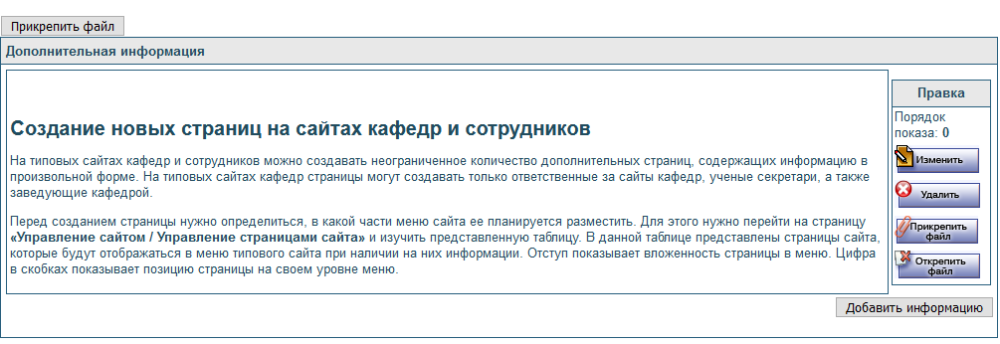 Прикрепить файл
Дополнительная информация
Создание новых страниц на сайтах кафедр и сотрудников
На типовых сайтах кафедр и сотрудников можно создавать неограниченное количество дополнительных страниц, содержащих информацию в
произвольной форме. На типовых сайтах кафедр страницы могут создавать только ответственные за сайты кафедр, ученые секретари, а также
заведующие кафедрой.
Перед созданием страницы нужно определиться, в какой части меню сайта ее планируется разместить. Для этого нужно перейти на страницу
«Управление сайтом / Управление страницами сайта» и изучить представленную таблицу. В данной таблице представлены страницы сайта,
которые будут отображаться в меню типового сайта при наличии на них информации. Отступ показывает вложенность страницы в меню. Цифра
в скобках показывает позицию страницы на своем уровне меню.
Правка
Порядок
показа: 0
Изменить
Удалить
Прикрепить
файл
Открепить
файл
Добавить информацию